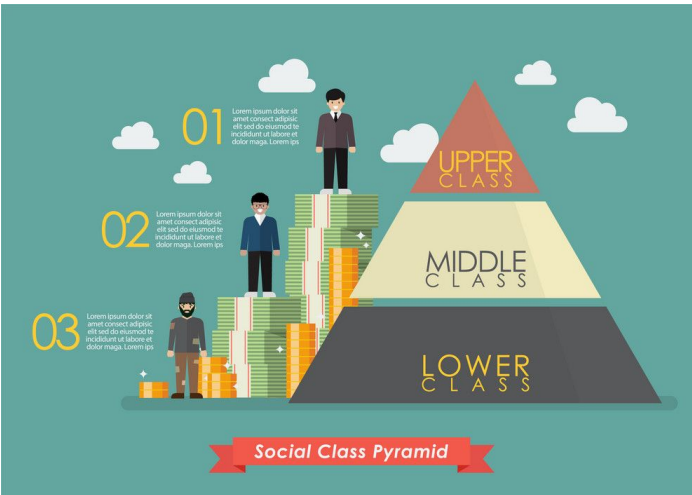 01
Lorem ipsum dolor sit
amet consect adipisic
elit sed do eiusmod te
incididunt ut labore et
dolor maga. Lorem ips
02
Lorem ipsum dolor sit
amet consect adipisic
elit sed do eiusmod te
incididunt ut labore et
dolor maga. Lorem ips
03
Lorem ipsum dolor sit
amet consect adipisic
elit sed do eiusmod te
incididunt ut labore et
dolor maga. Lorem ips
UPPER
CLASS
MIDDLE
CLASS
LOWER
CLASS
Social Class Pyramid